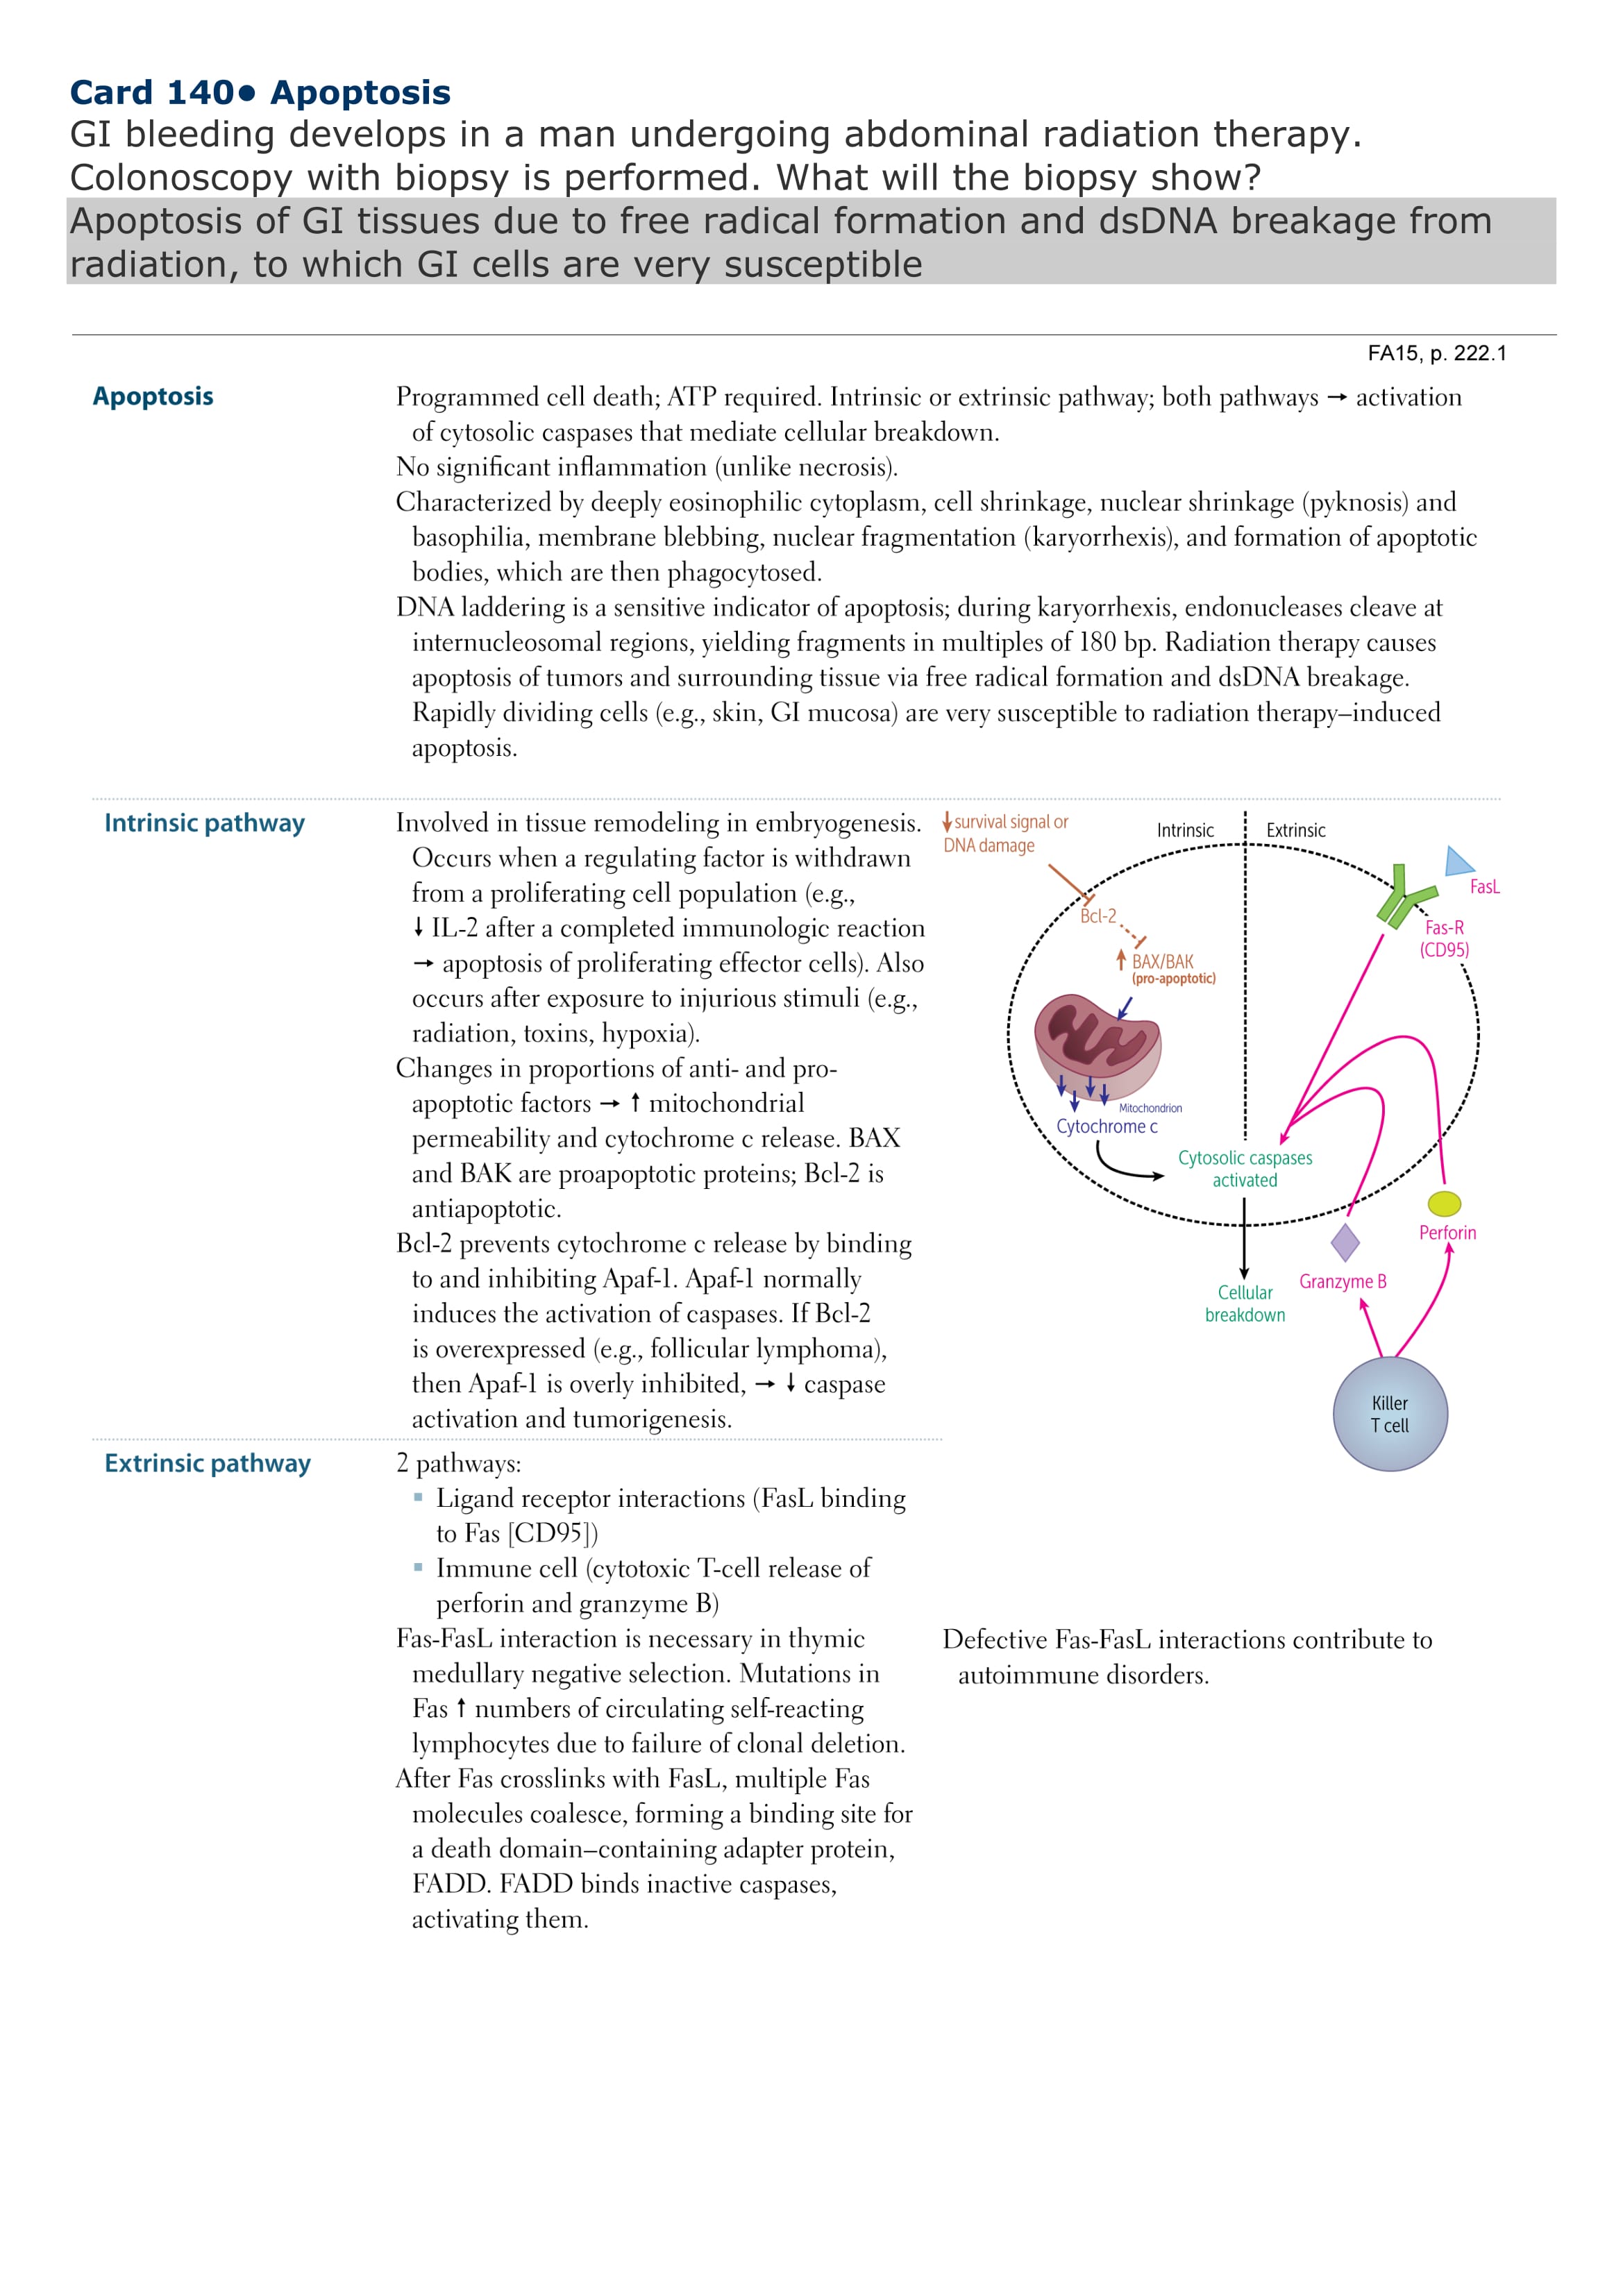 Card 140• Apoptosis
GI bleeding develops in a man undergoing abdominal radiation therapy.
Colonoscopy with biopsy is performed. What will the biopsy show?
Apoptosis of GI tissues due to free radical formation and dsDNA breakage from
radiation, to which GI cells are very susceptible
FA15, p. 222.1
Apoptosis
Programmed cell death; ATP required. Intrinsic or extrinsic pathway; both pathways → activation
of cytosolic caspases that mediate cellular breakdown.
No significant inflammation (unlike necrosis).
Characterized by deeply eosinophilic cytoplasm, cell shrinkage, nuclear shrinkage (pyknosis) and
basophilia, membrane blebbing, nuclear fragmentation (karyorrhexis), and formation of apoptotic
bodies, which are then phagocytosed.
DNA laddering is a sensitive indicator of apoptosis; during karyorrhexis, endonucleases cleave at
internucleosomal regions, yielding fragments in multiples of 180 bp. Radiation therapy causes
apoptosis of tumors and surrounding tissue via free radical formation and dsDNA breakage.
Rapidly dividing cells (e.g., skin, GI mucosa) are very susceptible to radiation therapy–induced
apoptosis.
Intrinsic pathway
Involved in tissue remodeling in embryogenesis.
Occurs when a regulating factor is withdrawn
from a proliferating cell population (e.g.,
↓ IL-2 after a completed immunologic reaction
→ apoptosis of proliferating effector cells). Also
occurs after exposure to injurious stimuli (e.g.,
radiation, toxins, hypoxia).
Changes in proportions of anti- and pro-
apoptotic factors → ↑ mitochondrial
permeability and cytochrome c release. BAX
and BAK are proapoptotic proteins; Bcl-2 is
antiapoptotic.
Bcl-2 prevents cytochrome c release by binding
to and inhibiting Apaf-1. Apaf-1 normally
induces the activation of caspases. If Bcl-2
is overexpressed (e.g., follicular lymphoma),
then Apaf-1 is overly inhibited, → ↓ caspase
activation and tumorigenesis.
↓ survival signal or
DNA damage
Intrinsic
Extrinsic
FasL
Bcl-2
Fas-R
(CD95)
↑ BAX/BAK
(pro-apoptotic)
Mitochondrion
Cytochrome c
Cytosolic caspases
activated
Perforin
Granzyme B
Cellular
breakdown
Killer
T cell
Extrinsic pathway
2 pathways:
▪ Ligand receptor interactions (FasL binding
to Fas [CD95])
▪ Immune cell (cytotoxic T-cell release of
perforin and granzyme B)
Fas-FasL interaction is necessary in thymic
medullary negative selection. Mutations in
Fas ↑ numbers of circulating self-reacting
lymphocytes due to failure of clonal deletion.
After Fas crosslinks with FasL, multiple Fas
molecules coalesce, forming a binding site for
a death domain–containing adapter protein,
FADD. FADD binds inactive caspases,
activating them.
Defective Fas-FasL interactions contribute to
autoimmune disorders.